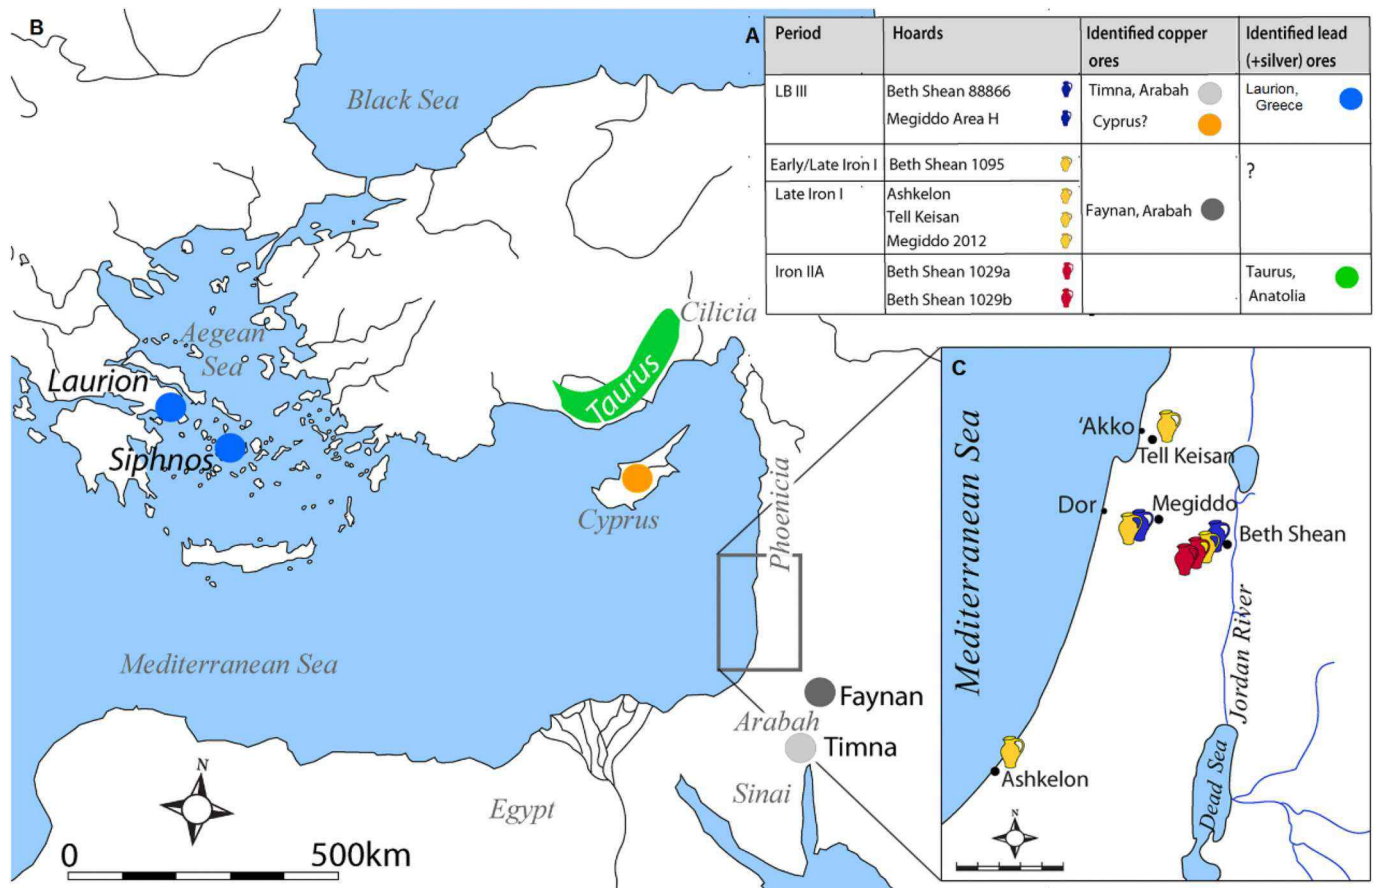 B
A
Period
Hoards
Identified copper
ores
Identified lead
(+silver) ores
LB III
Beth Shean 88866
Megiddo Area H
Timna, Arabah
Cyprus?
Laurion,
Greece
Early/Late Iron I
Beth Shean 1095
?
Late Iron I
Ashkelon
Tell Keisan
Megiddo 2012
Faynan, Arabah
Iron IIA
Beth Shean 1029a
Beth Shean 1029b
Taurus,
Anatolia
Black Sea
Aegean
Sea
Laurion
Siphnos
Cilicia
Taurus
Cyprus
Phoenicia
Mediterranean Sea
Faynan
Arabah
Timna
Sinai
Egypt
N
0
500km
C
Mediterranean Sea
'Akko
Tell Keisan
Dor
Megiddo
Beth Shean
Jordan River
Dead Sea
Ashkelon
N